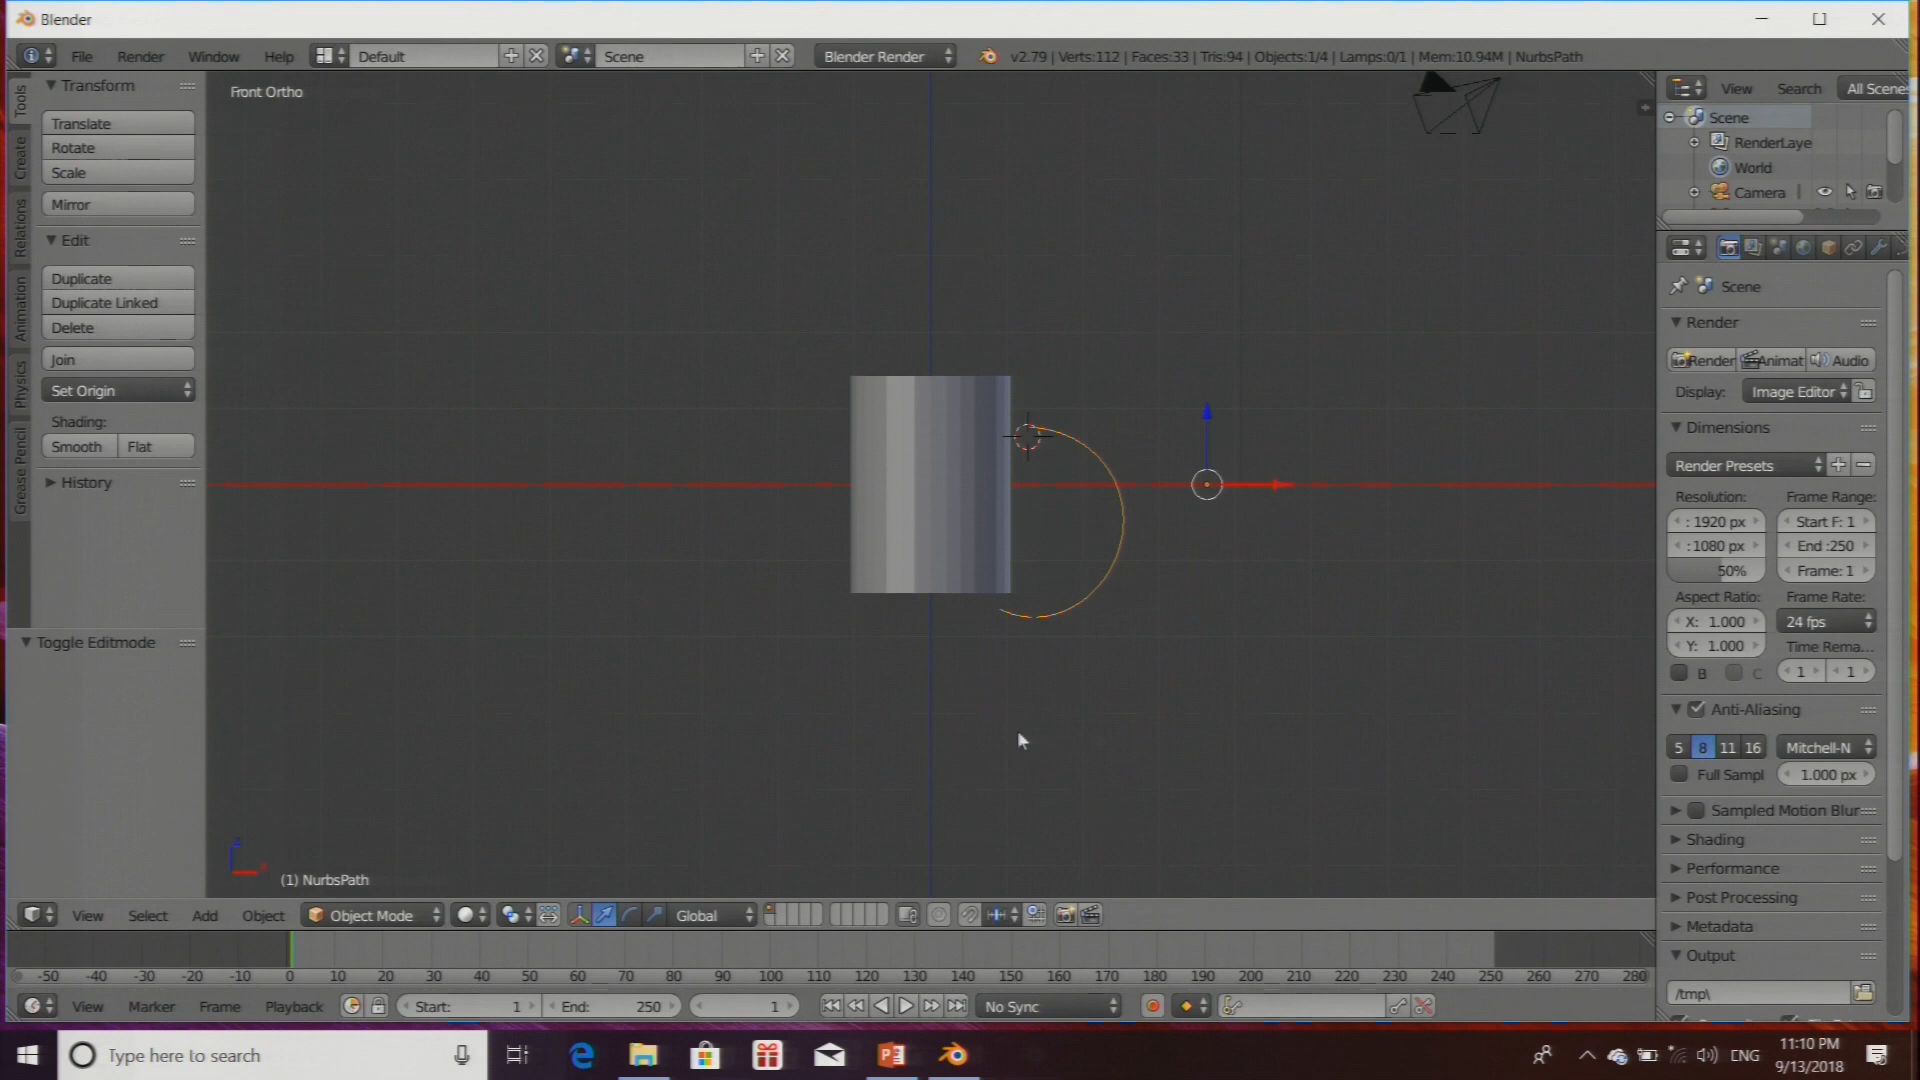 Blender
File Render Window Help Default Scene Blender Render v2.79 | Verts:112 | Faces:33 | Tris:94 | Objects:1/4 | Lamps:0/1 | Mem:10.94M | NurbsPath
Tools
Create
Relations
Animation
Physics
Grease Pencil
Transform
Translate
Rotate
Scale
Mirror
Edit
Duplicate
Duplicate Linked
Delete
Join
Set Origin
Shading:
Smooth Flat
History
Toggle Editmode
Front Ortho
(1) NurbsPath
View Search All Scenes
Scene
RenderLaye
World
Camera
Scene
Render
Render Animat Audio
Display: Image Editor
Dimensions
Render Presets
Resolution: Frame Range:
: 1920 px Start F: 1
: 1080 px End :250
50% Frame: 1
Aspect Ratio: Frame Rate:
X: 1.000 24 fps
Y: 1.000 Time Rema...
B C 1 1
Anti-Aliasing
5 8 11 16 Mitchell-N
Full Sampl 1.000 px
Sampled Motion Blur
Shading
Performance
Post Processing
Metadata
Output
/tmp\
View Select Add Object Object Mode Global
-50 -40 -30 -20 -10 0 10 20 30 40 50 60 70 80 90 100 110 120 130 140 150 160 170 180 190 200 210 220 230 240 250 260 270 280
View Marker Frame Playback Start: 1 End: 250 1 No Sync
Type here to search
ENG
11:10 PM
9/13/2018